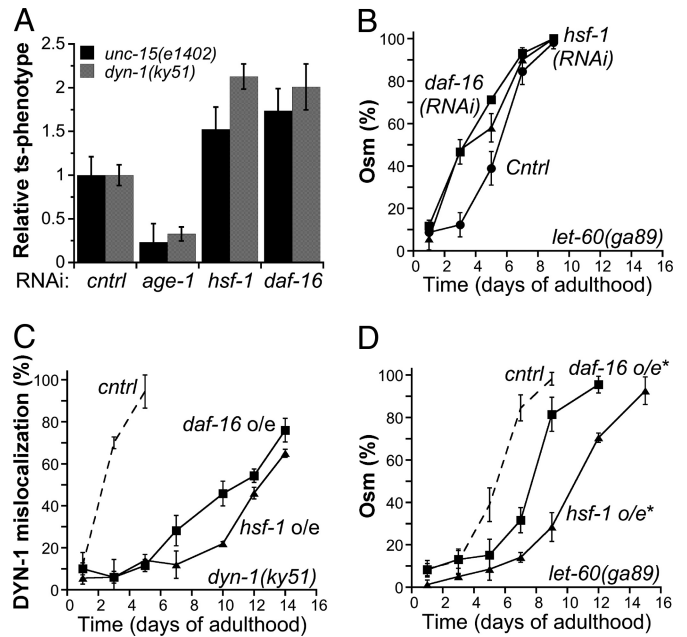 A
Relative ts-phenotype
2.5
2
1.5
1
0.5
0
unc-15(e1402)
dyn-1(ky51)
RNAi: cntrl age-1 hsf-1 daf-16
B
Osm (%)
100
80
60
40
20
0
hsf-1
(RNAi)
daf-16
(RNAi)
Cntrl
let-60(ga89)
0 2 4 6 8 10 12 14 16
Time (days of adulthood)
C
DYN-1 mislocalization (%)
100
80
60
40
20
0
cntrl
daf-16 o/e
hsf-1 o/e
dyn-1(ky51)
0 2 4 6 8 10 12 14 16
Time (days of adulthood)
D
Osm (%)
100
80
60
40
20
0
cntrl
daf-16 o/e*
hsf-1 o/e*
let-60(ga89)
0 2 4 6 8 10 12 14 16
Time (days of adulthood)